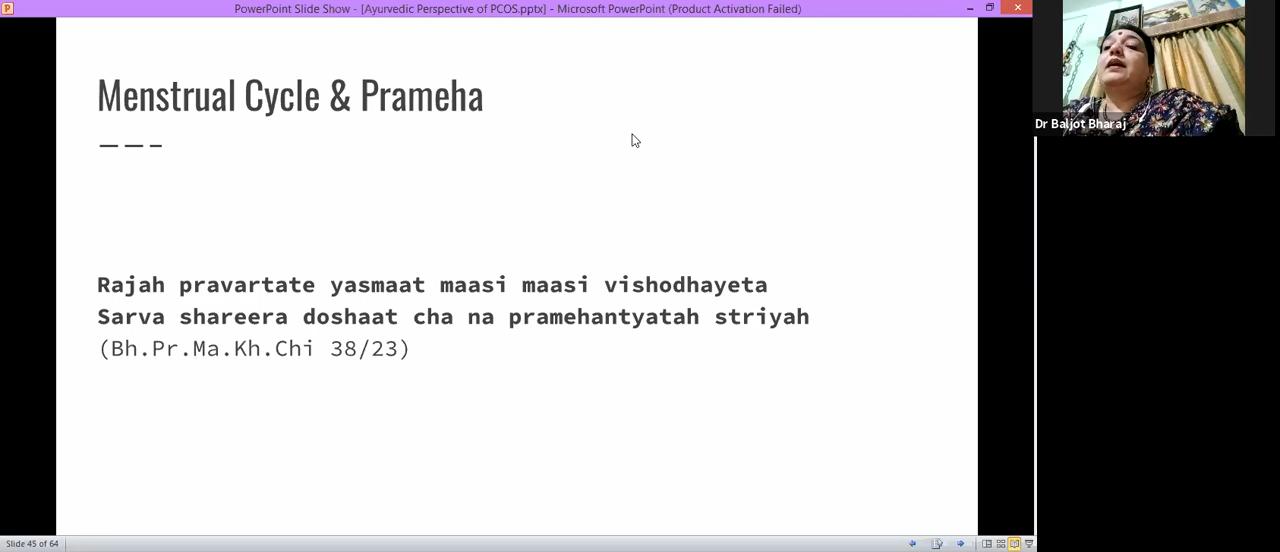 PowerPoint Slide Show - [Ayurvedic Perspective of PCOS.pptx] - Microsoft PowerPoint (Product Activation Failed)
Menstrual Cycle & Prameha
Dr Baljot Bharaj
Rajah pravartate yasmaat maasi maasi vishodhayeta
Sarva shareera doshaat cha na pramehantyatah striyah
(Bh.Pr.Ma.Kh.Chi 38/23)
Slide 45 of 64